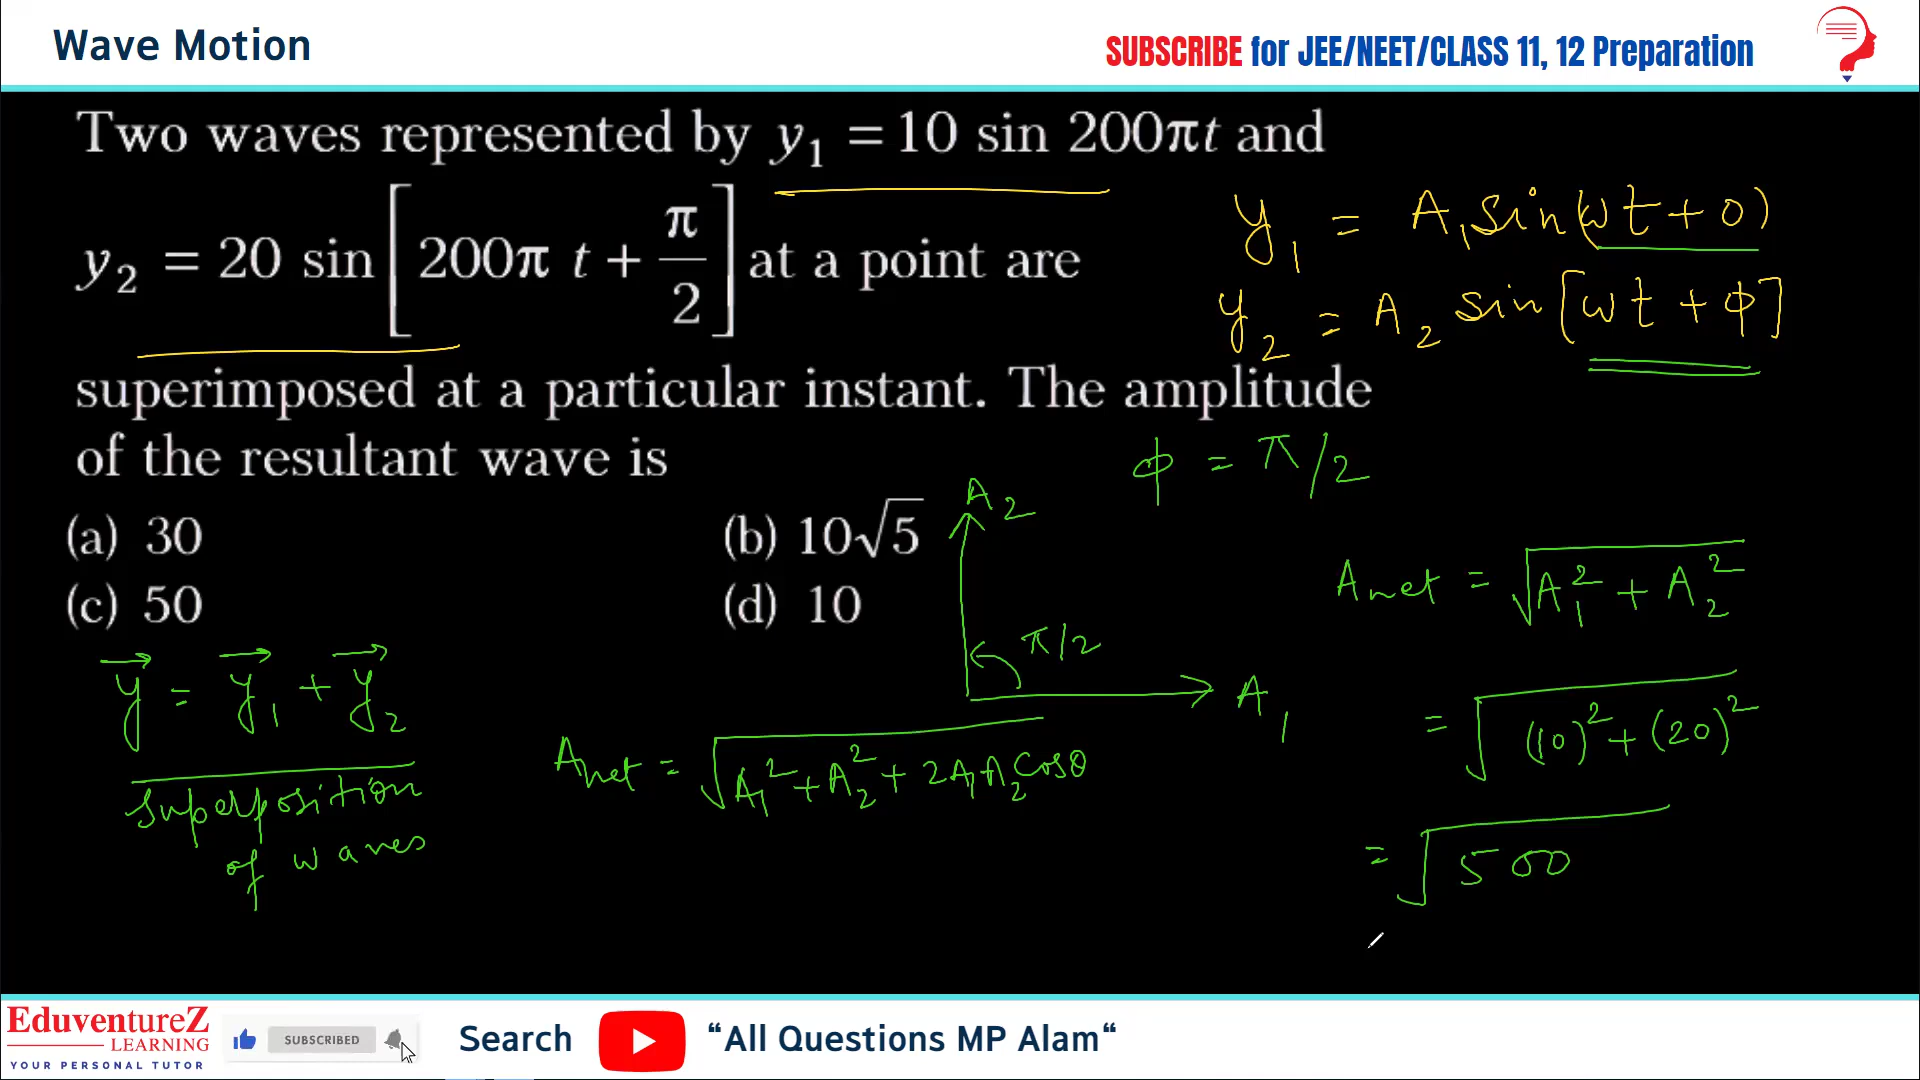 Wave Motion
SUBSCRIBE for JEE/NEET/CLASS 11, 12 Preparation
Two waves represented by y₁ = 10 sin 200πt and
y₂ = 20 sin [200π t + π/2] at a point are
superimposed at a particular instant. The amplitude
of the resultant wave is
(a) 30
(b) 10√5
(c) 50
(d) 10
y₁ = A₁ sin(ωt + 0)
y₂ = A₂ sin[ωt + ϕ]
ϕ = π/2
A₂
π/2
A₁
y⃗ = y⃗₁ + y⃗₂
superposition
of waves
Anet = √(A₁² + A₂² + 2A₁A₂ cosθ)
Anet = √(A₁² + A₂²)
= √((10)² + (20)²)
= √500
EduventureZ
LEARNING
YOUR PERSONAL TUTOR
SUBSCRIBED
Search
“All Questions MP Alam“